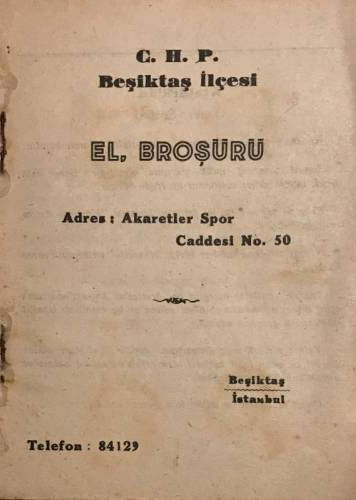 C. H. P.
Beşiktaş İlçesi
EL, BROŞÜRÜ
Adres : Akaretler Spor
Caddesi No. 50
Beşiktaş
İstanbul
Telefon : 84129